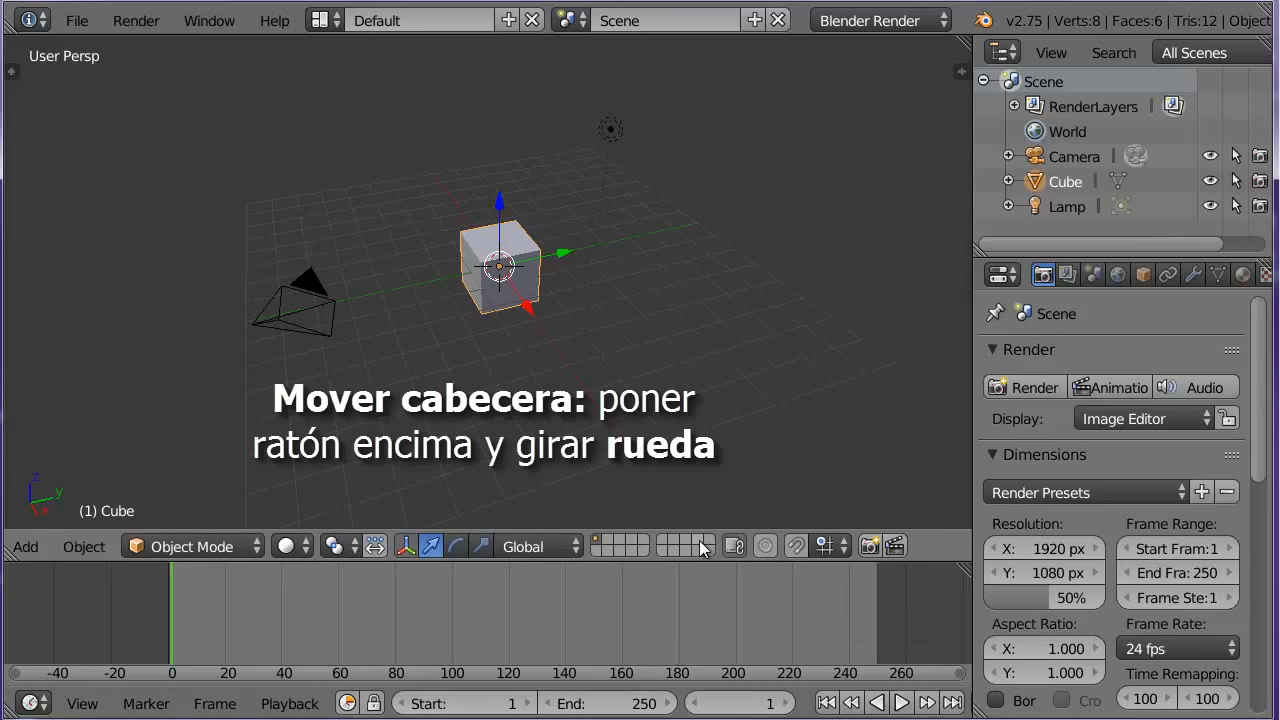 File Render Window Help Default Scene Blender Render v2.75 | Verts:8 | Faces:6 | Tris:12 | Object
User Persp
View Search All Scenes
Scene
RenderLayers
World
Camera
Cube
Lamp
Scene
Render
Render Animatio Audio
Display: Image Editor
Dimensions
Render Presets
Resolution: Frame Range:
X: 1920 px Start Fram:1
Y: 1080 px End Fra: 250
50% Frame Ste:1
Aspect Ratio: Frame Rate:
X: 1.000 24 fps
Y: 1.000 Time Remapping:
Bor Cro 100 100
Mover cabecera: poner
ratón encima y girar rueda
z
y
x
(1) Cube
Add Object Object Mode Global
-40 -20 0 20 40 60 80 100 120 140 160 180 200 220 240 260
View Marker Frame Playback Start: 1 End: 250 1